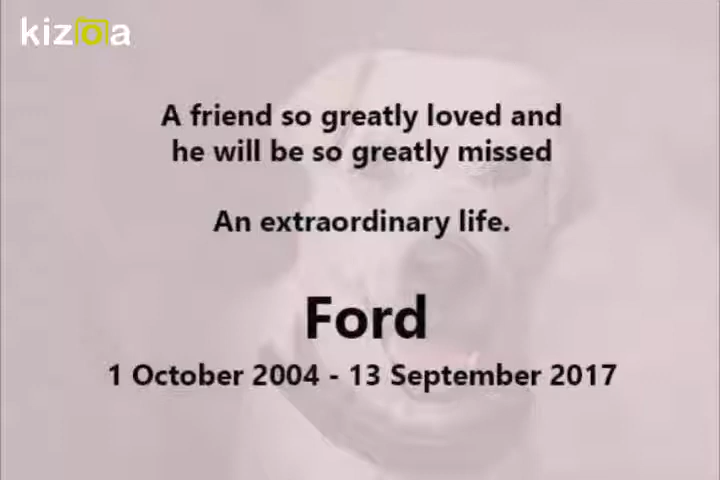 kizoa
A friend so greatly loved and
he will be so greatly missed
An extraordinary life.
Ford
1 October 2004 - 13 September 2017